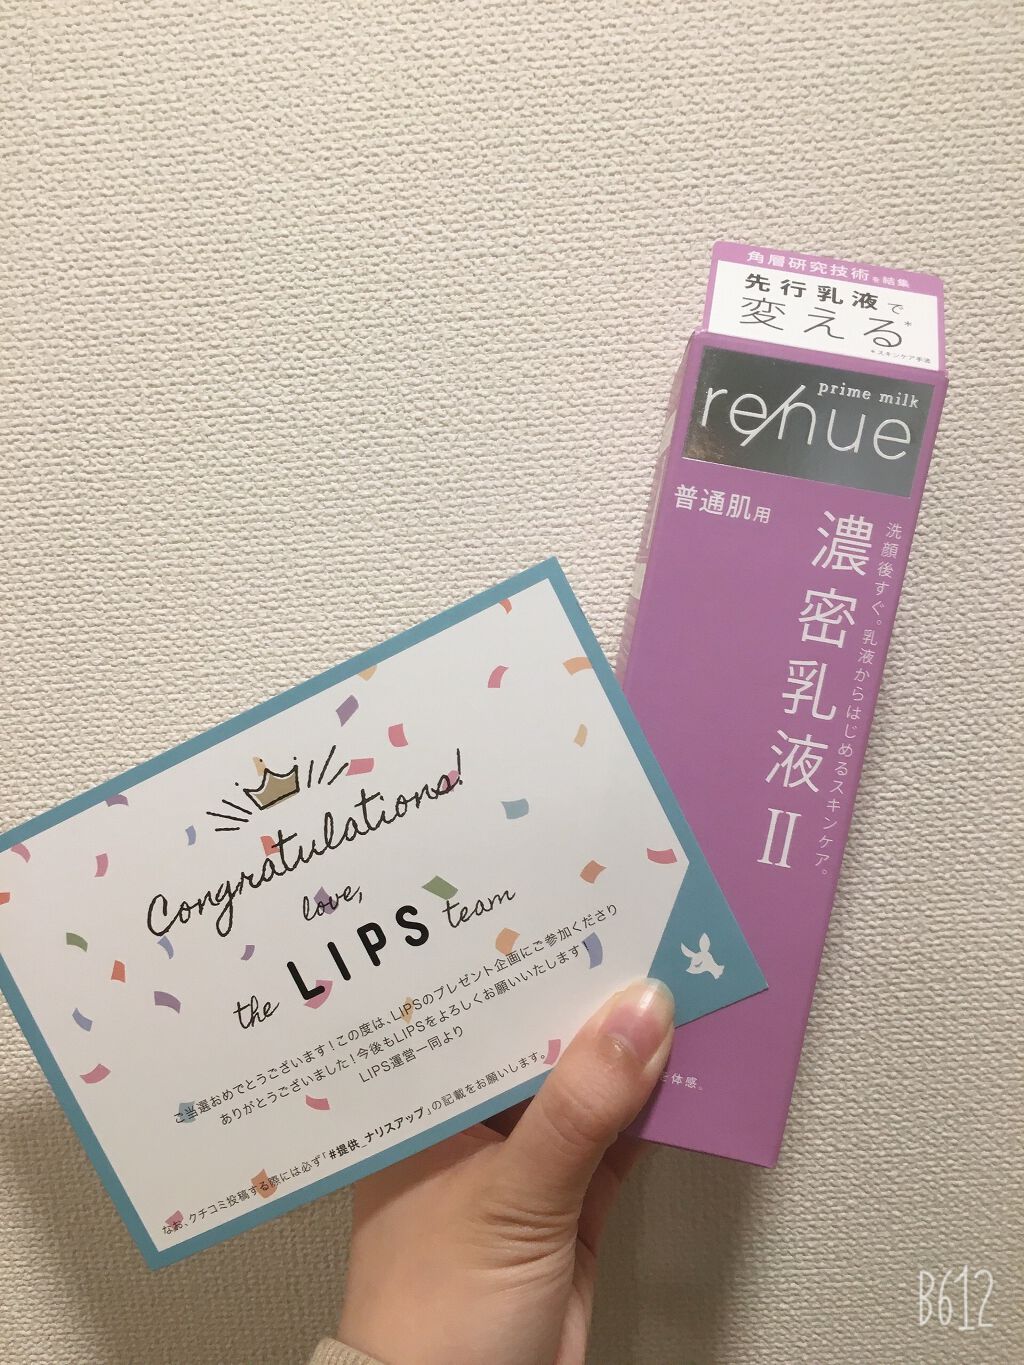 角層研究技術を結集
先行乳液で
変える*
*スキンケア手法
prime milk
re/hue
普通肌用
洗顔後すぐ。乳液からはじめるスキンケア。
濃密乳液II
を体感。
Congratulations!
love,
the LIPS team
ご当選おめでとうございます！この度は、LIPSのプレゼント企画にご参加くださり
ありがとうございました！今後もLIPSをよろしくお願いいたします！
LIPS運営一同より
なお、クチコミ投稿する際には必ず「#提供_ナリスアップ」の記載をお願いします。
B612